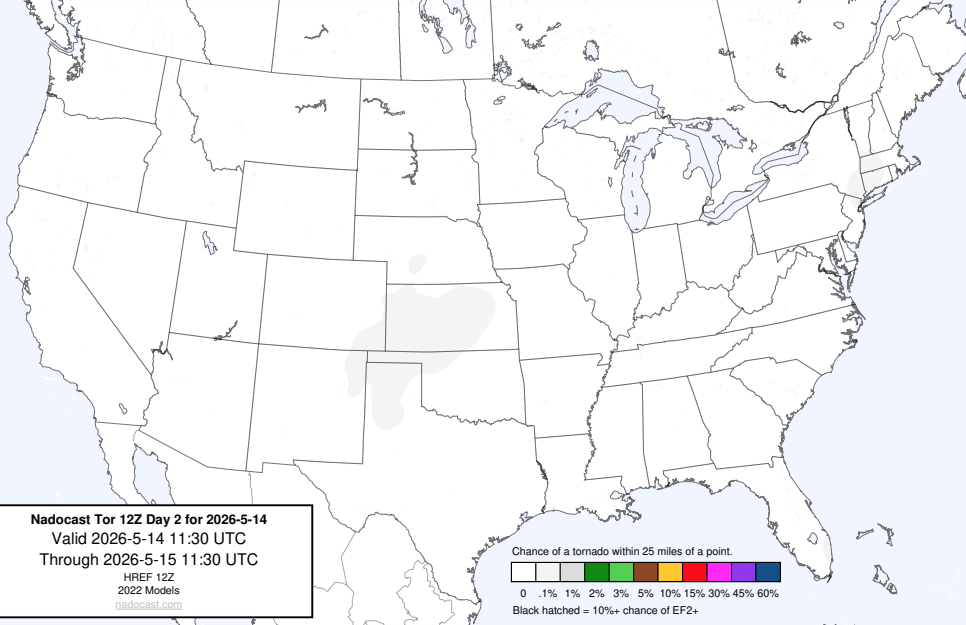 Nadocast Tor 12Z Day 2 for 2026-5-14
Valid 2026-5-14 11:30 UTC
Through 2026-5-15 11:30 UTC
HREF 12Z
2022 Models
nadocast.com
Chance of a tornado within 25 miles of a point.
0 .1% 1% 2% 3% 5% 10% 15% 30% 45% 60%
Black hatched = 10%+ chance of EF2+